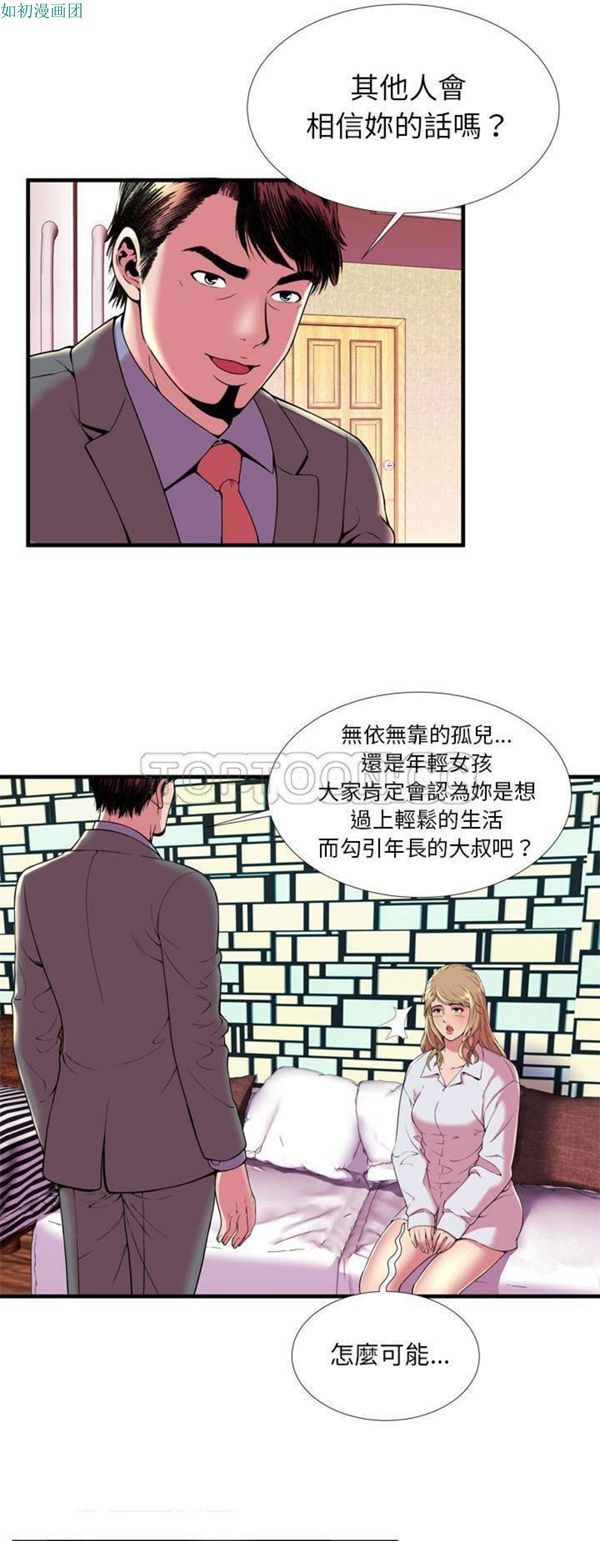 如初漫画团
其他人會
相信妳的話嗎？
無依無靠的孤兒...
還是年輕女孩
TOPTOON
大家肯定會認為妳是想
過上輕鬆的生活
而勾引年長的大叔吧？
怎麼可能...